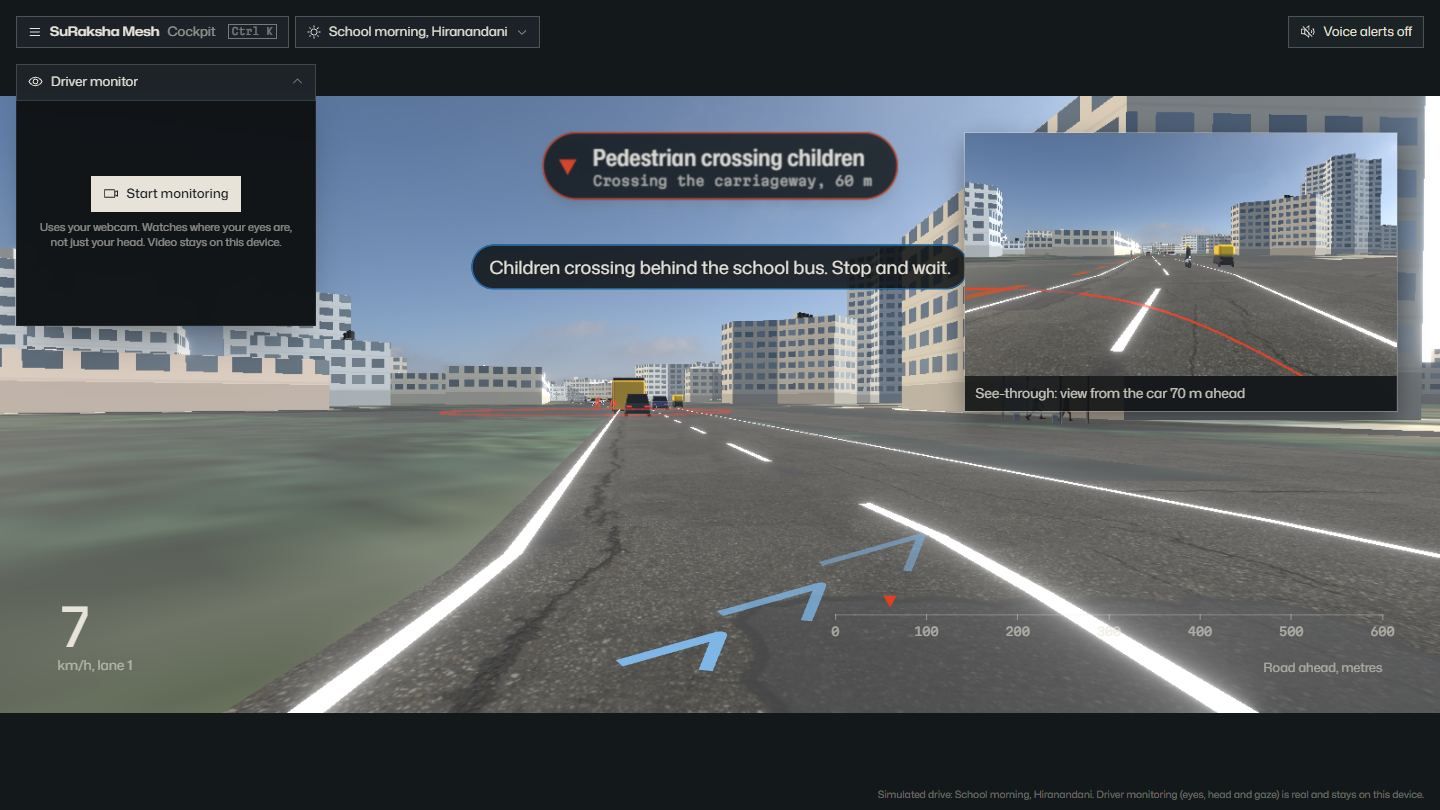 SuRaksha Mesh Cockpit Ctrl K
School morning, Hiranandani
Voice alerts off
Driver monitor
Start monitoring
Uses your webcam. Watches where your eyes are,
not just your head. Video stays on this device.
Pedestrian crossing children
Crossing the carriageway, 60 m
Children crossing behind the school bus. Stop and wait.
See-through: view from the car 70 m ahead
7
km/h, lane 1
0 100 200 300 400 500 600
Road ahead, metres
Simulated drive: School morning, Hiranandani. Driver monitoring (eyes, head and gaze) is real and stays on this device.